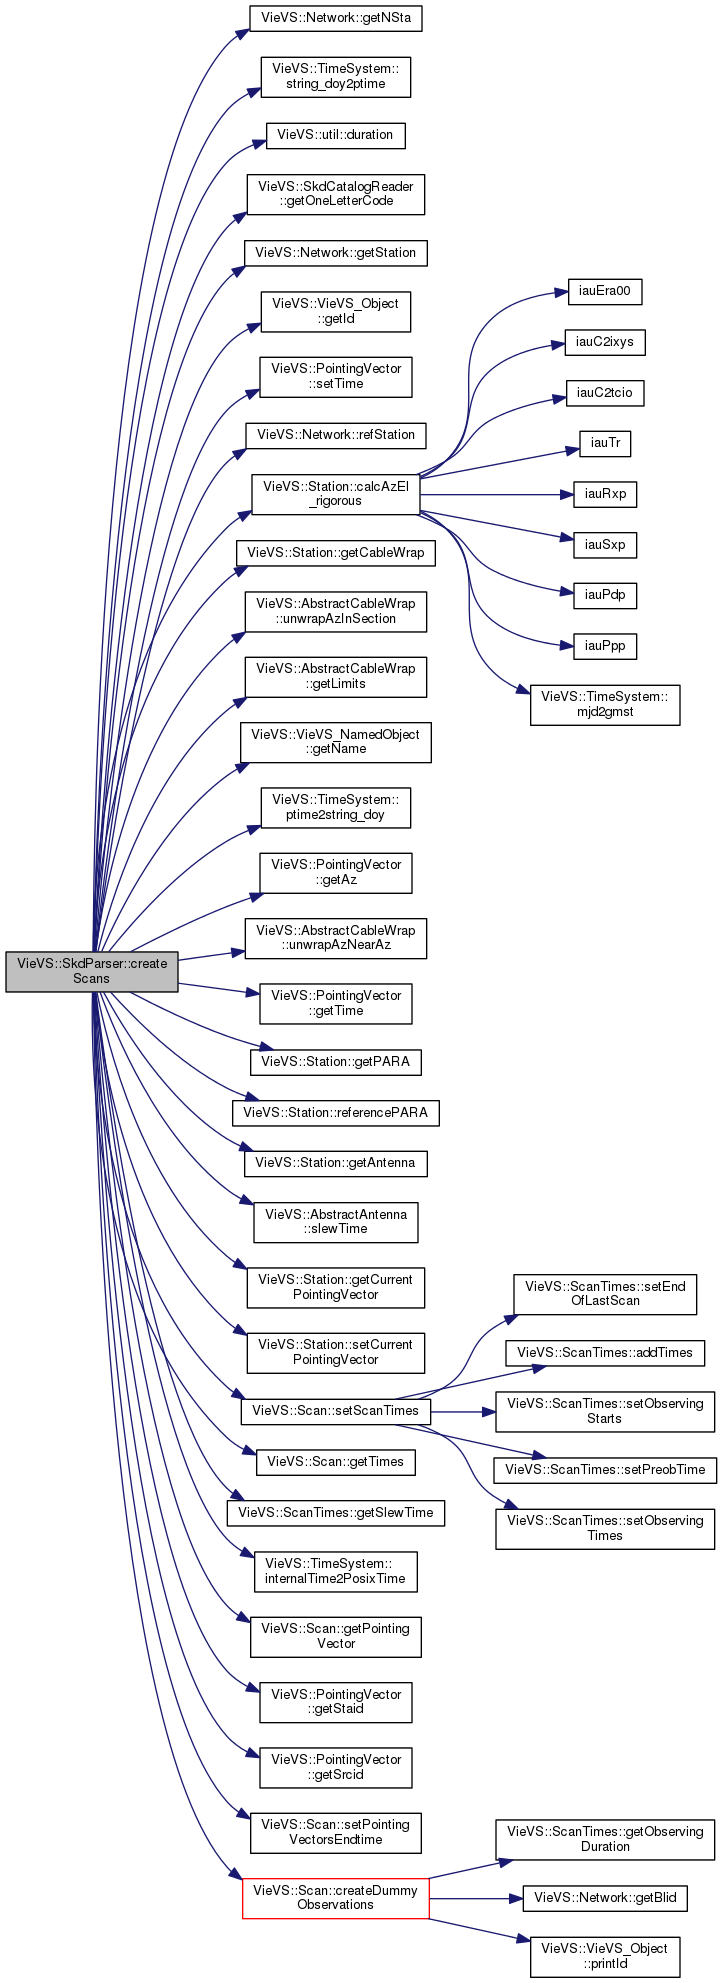 VieVS::SkdParser::create
Scans
VieVS::Network::getNSta
VieVS::TimeSystem::
string_doy2ptime
VieVS::util::duration
VieVS::SkdCatalogReader
::getOneLetterCode
VieVS::Network::getStation
VieVS::VieVS_Object
::getId
VieVS::PointingVector
::setTime
VieVS::Network::refStation
VieVS::Station::calcAzEl
_rigorous
iauEra00
iauC2ixys
iauC2tcio
iauTr
iauRxp
iauSxp
iauPdp
iauPpp
VieVS::TimeSystem::
mjd2gmst
VieVS::Station::getCableWrap
VieVS::AbstractCableWrap
::unwrapAzInSection
VieVS::AbstractCableWrap
::getLimits
VieVS::VieVS_NamedObject
::getName
VieVS::TimeSystem::
ptime2string_doy
VieVS::PointingVector
::getAz
VieVS::AbstractCableWrap
::unwrapAzNearAz
VieVS::PointingVector
::getTime
VieVS::Station::getPARA
VieVS::Station::referencePARA
VieVS::Station::getAntenna
VieVS::AbstractAntenna
::slewTime
VieVS::Station::getCurrent
PointingVector
VieVS::Station::setCurrent
PointingVector
VieVS::Scan::setScanTimes
VieVS::ScanTimes::setEnd
OfLastScan
VieVS::ScanTimes::addTimes
VieVS::ScanTimes::setObserving
Starts
VieVS::ScanTimes::setPreobTime
VieVS::ScanTimes::setObserving
Times
VieVS::Scan::getTimes
VieVS::ScanTimes::getSlewTime
VieVS::TimeSystem::
internalTime2PosixTime
VieVS::Scan::getPointing
Vector
VieVS::PointingVector
::getStaid
VieVS::PointingVector
::getSrcid
VieVS::Scan::setPointing
VectorsEndtime
VieVS::Scan::createDummy
Observations
VieVS::ScanTimes::getObserving
Duration
VieVS::Network::getBlid
VieVS::VieVS_Object
::printId